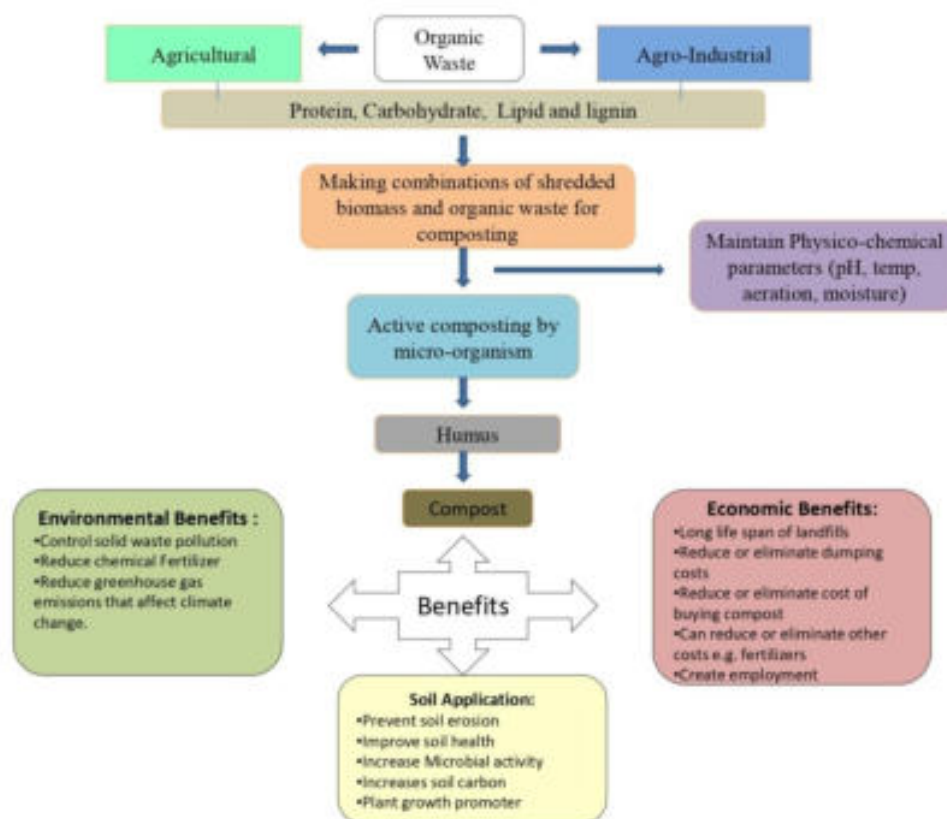 Organic
Waste
Agricultural
Agro-Industrial
Protein, Carbohydrate, Lipid and lignin
Making combinations of shredded
biomass and organic waste for
composting
Maintain Physico-chemical
parameters (pH, temp,
aeration, moisture)
Active composting by
micro-organism
Humus
Compost
Environmental Benefits :
•Control solid waste pollution
•Reduce chemical Fertilizer
•Reduce greenhouse gas
emissions that affect climate
change.
Benefits
Economic Benefits:
•Long life span of landfills
•Reduce or eliminate dumping
costs
•Reduce or eliminate cost of
buying compost
•Can reduce or eliminate other
costs e.g. fertilizers
•Create employment
Soil Application:
•Prevent soil erosion
•Improve soil health
•Increase Microbial activity
•Increases soil carbon
•Plant growth promoter